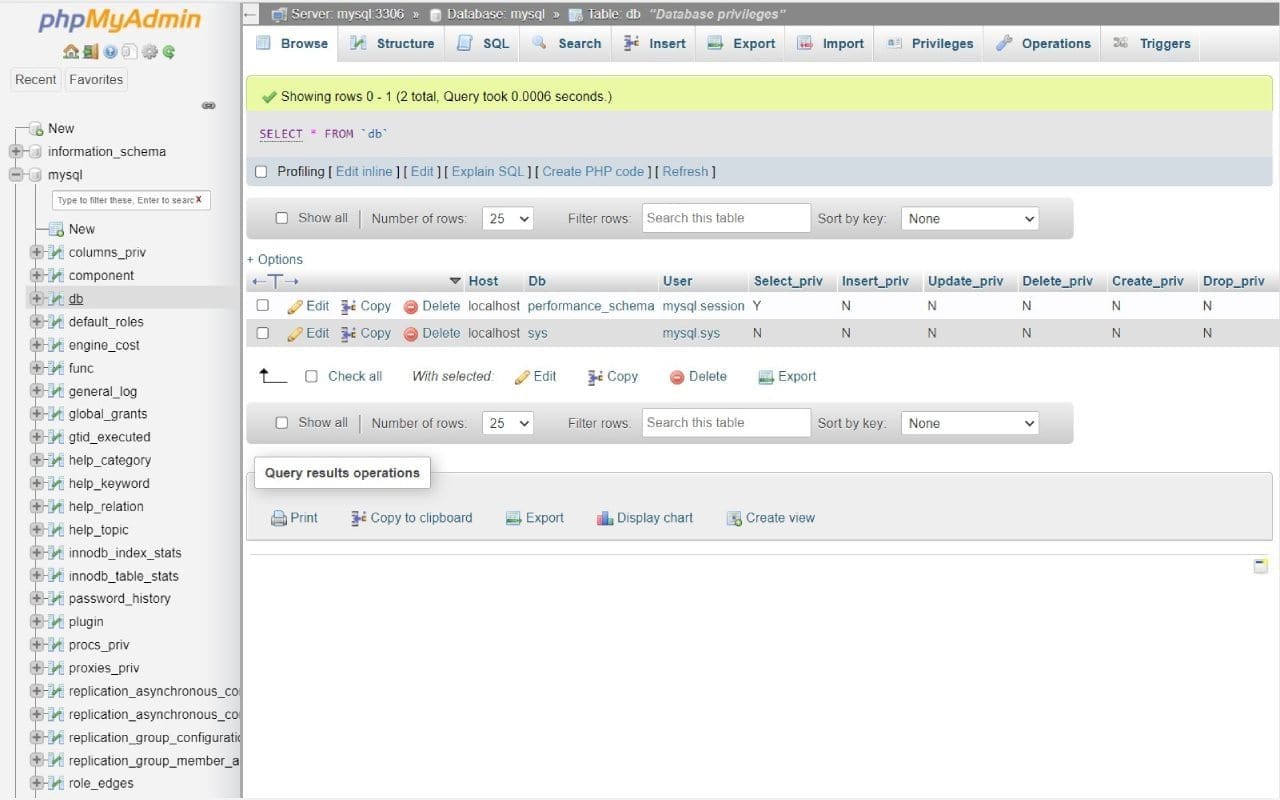 phpMyAdmin
Recent Favorites
New
information_schema
mysql
Type to filter these, Enter to searc X
New
columns_priv
component
db
default_roles
engine_cost
func
general_log
global_grants
gtid_executed
help_category
help_keyword
help_relation
help_topic
innodb_index_stats
innodb_table_stats
password_history
plugin
procs_priv
proxies_priv
replication_asynchronous_co
replication_asynchronous_co
replication_group_configurati
replication_group_member_a
role_edges
Server: mysql:3306 » Database: mysql » Table: db "Database privileges"
Browse Structure SQL Search Insert Export Import Privileges Operations Triggers
Showing rows 0 - 1 (2 total, Query took 0.0006 seconds.)
SELECT * FROM `db`
Profiling [ Edit inline ] [ Edit ] [ Explain SQL ] [ Create PHP code ] [ Refresh ]
Show all | Number of rows: 25 Filter rows: Search this table Sort by key: None
+ Options
←T→ Host Db User Select_priv Insert_priv Update_priv Delete_priv Create_priv Drop_priv
Edit Copy Delete localhost performance_schema mysql.session Y N N N N N
Edit Copy Delete localhost sys mysql.sys N N N N N N
Check all With selected: Edit Copy Delete Export
Show all | Number of rows: 25 Filter rows: Search this table Sort by key: None
Query results operations
Print Copy to clipboard Export Display chart Create view